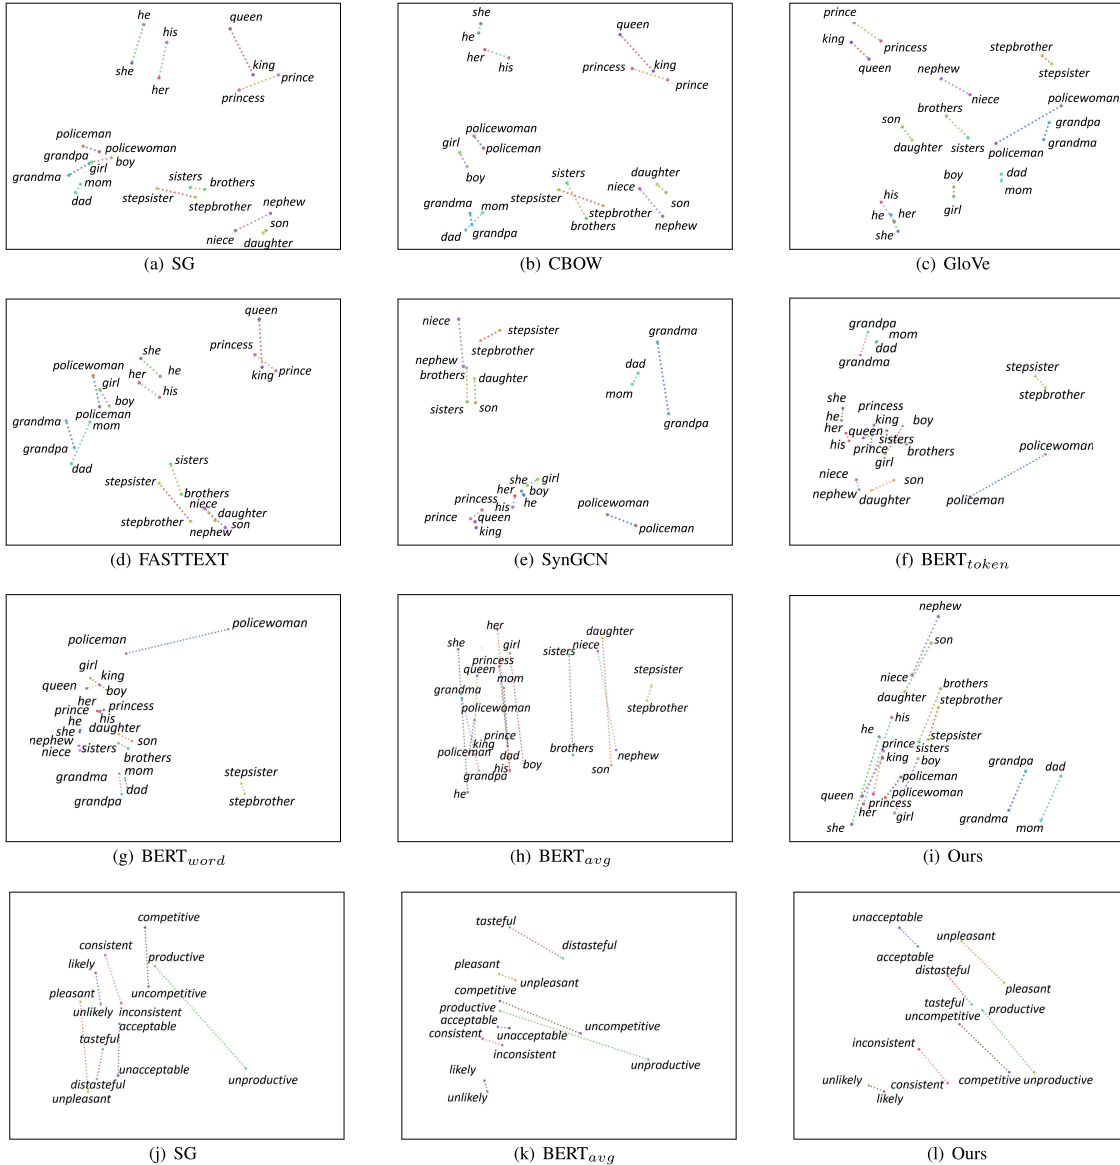 he
queen
his
she
king
prince
her
princess
policeman
policewoman
grandpa
girl
boy
grandma
mom
dad
sisters
brothers
stepsister
stepbrother
nephew
son
niece
daughter
(a) SG
she
he
queen
her
his
princess
king
prince
policewoman
girl
policeman
boy
sisters
niece
daughter
stepsister
son
grandma
mom
stepbrother
dad
grandpa
brothers
nephew
(b) CBOW
prince
king
princess
stepbrother
queen
nephew
stepsister
niece
policewoman
brothers
son
grandpa
daughter
sisters
grandma
policeman
boy
dad
mom
his
girl
he
her
she
(c) GloVe
queen
she
princess
policewoman
her
he
king
prince
girl
his
boy
policeman
grandma
mom
grandpa
dad
sisters
stepsister
brothers
niece
daughter
stepbrother
son
nephew
(d) FASTTEXT
niece
stepsister
grandma
stepbrother
nephew
dad
brothers
daughter
mom
sisters
son
grandpa
she
girl
her
boy
princess
his
he
policewoman
prince
queen
policeman
king
(e) SynGCN
grandpa
mom
dad
grandma
stepsister
stepbrother
she
princess
he
king
boy
her
queen
sisters
policewoman
his
prince
brothers
girl
niece
son
nephew
daughter
policeman
(f) BERT token
policewoman
policeman
girl
king
queen
boy
her
princess
prince
his
he
she
daughter
nephew
son
niece
sisters
brothers
grandma
mom
stepsister
dad
grandpa
stepbrother
(g) BERT word
her
daughter
she
girl
niece
sisters
princess
queen
mom
stepsister
grandma
policewoman
stepbrother
prince
king
brothers
policeman
dad
nephew
his
boy
son
grandpa
he
(h) BERT avg
nephew
son
niece
brothers
daughter
stepbrother
his
he
stepsister
prince
sisters
king
boy
grandpa
dad
policeman
queen
policewoman
princess
her
girl
grandma
she
mom
(i) Ours
competitive
consistent
productive
likely
pleasant
uncompetitive
unlikely
inconsistent
acceptable
tasteful
unacceptable
distasteful
unproductive
unpleasant
(j) SG
tasteful
distasteful
pleasant
unpleasant
competitive
productive
acceptable
uncompetitive
consistent
unacceptable
inconsistent
unproductive
likely
unlikely
(k) BERT avg
unacceptable
unpleasant
acceptable
distasteful
pleasant
tasteful
productive
uncompetitive
inconsistent
unlikely
consistent
competitive
unproductive
likely
(l) Ours